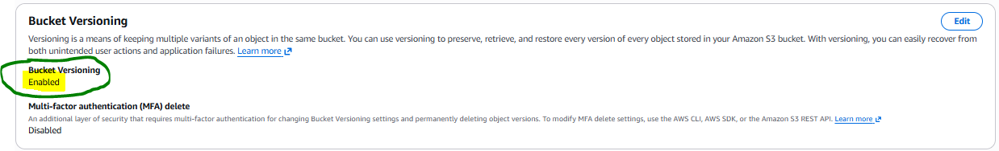 Bucket Versioning
Edit
Versioning is a means of keeping multiple variants of an object in the same bucket. You can use versioning to preserve, retrieve, and restore every version of every object stored in your Amazon S3 bucket. With versioning, you can easily recover from
both unintended user actions and application failures. Learn more
Bucket Versioning
Enabled
Multi-factor authentication (MFA) delete
An additional layer of security that requires multi-factor authentication for changing Bucket Versioning settings and permanently deleting object versions. To modify MFA delete settings, use the AWS CLI, AWS SDK, or the Amazon S3 REST API. Learn more
Disabled